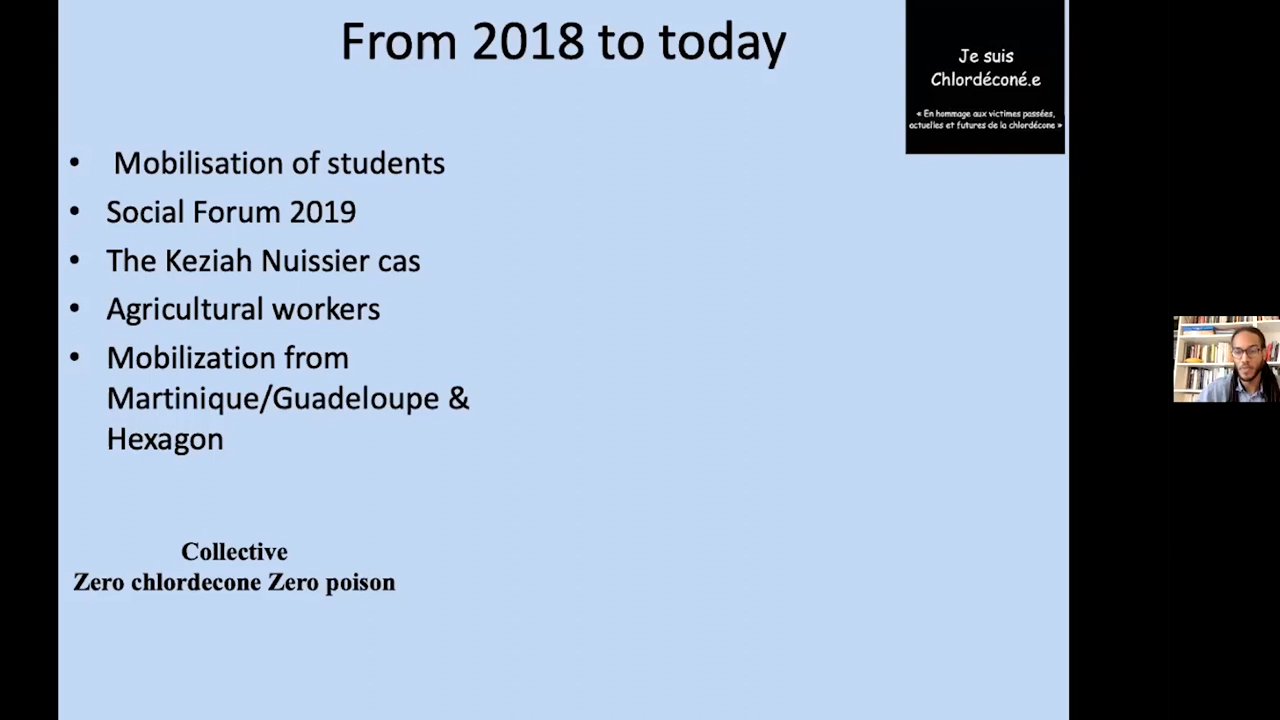 From 2018 to today
Je suis
Chlordéconé.e
« En hommage aux victimes passées,
actuelles et futures de la chlordécone »
• Mobilisation of students
• Social Forum 2019
• The Keziah Nuissier cas
• Agricultural workers
• Mobilization from
Martinique/Guadeloupe &
Hexagon
Collective
Zero chlordecone Zero poison